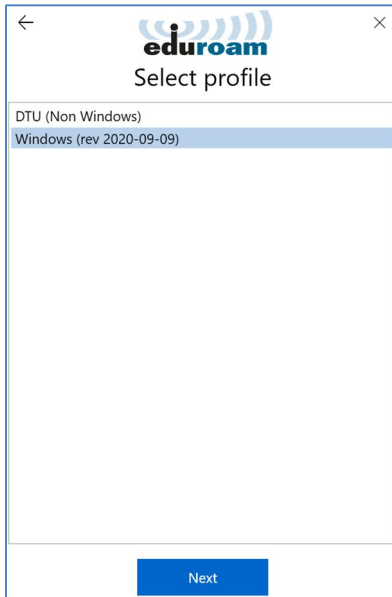 eduroam
Select profile
DTU (Non Windows)
Windows (rev 2020-09-09)
Next